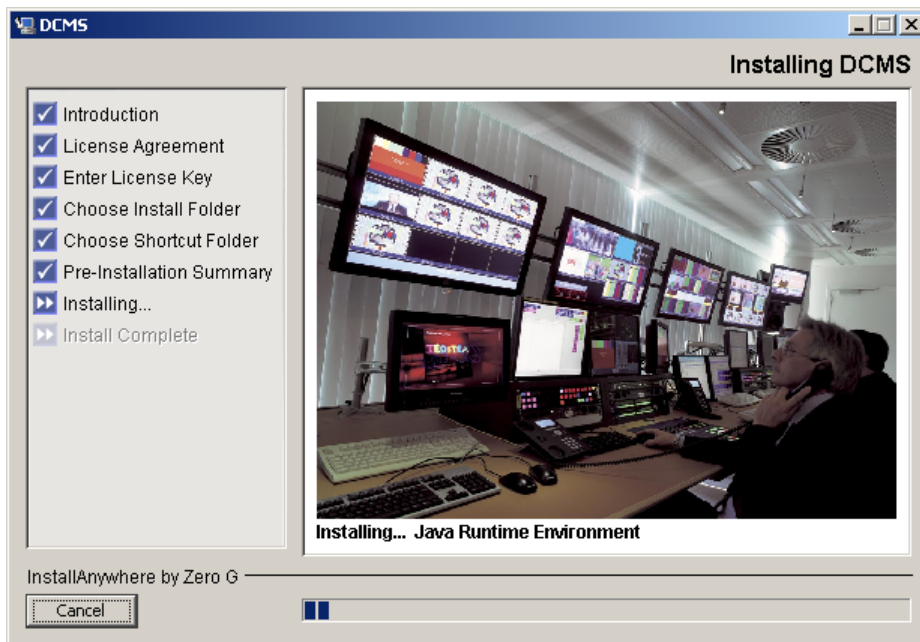 DCMS
Installing DCMS
Introduction
License Agreement
Enter License Key
Choose Install Folder
Choose Shortcut Folder
Pre-Installation Summary
Installing...
Install Complete
TEOSTEA
Installing... Java Runtime Environment
InstallAnywhere by Zero G
Cancel